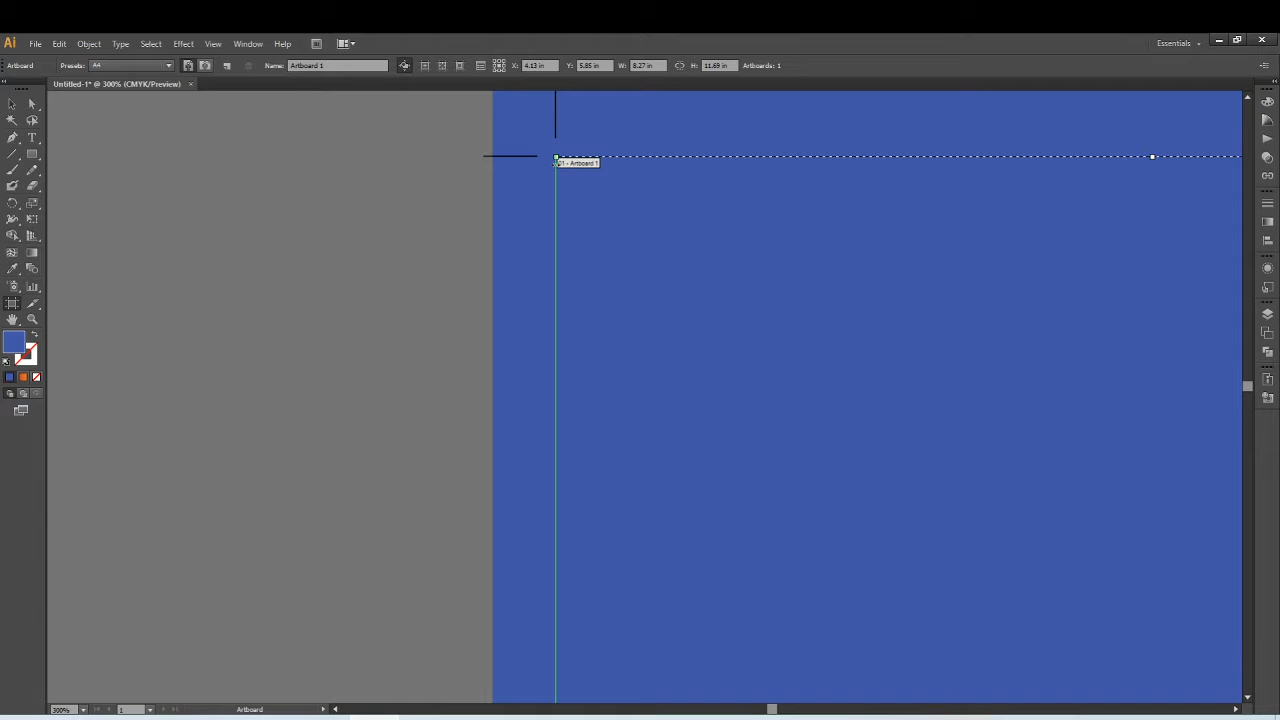 Ai File Edit Object Type Select Effect View Window Help Essentials
Artboard Presets: A4 Name: Artboard 1 X: 4.13 in Y: 5.85 in W: 8.27 in H: 11.69 in Artboards: 1
Untitled-1* @ 300% (CMYK/Preview) ×
01 - Artboard 1
300% 1 Artboard